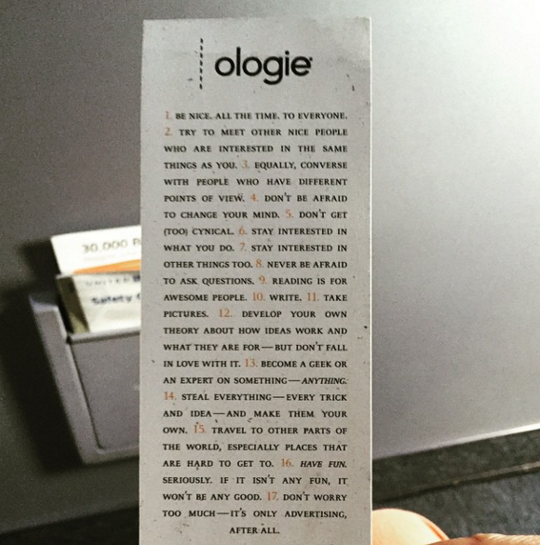 ologie
1. BE NICE. ALL THE TIME. TO EVERYONE.
2. TRY TO MEET OTHER NICE PEOPLE
WHO ARE INTERESTED IN THE SAME
THINGS AS YOU. 3. EQUALLY, CONVERSE
WITH PEOPLE WHO HAVE DIFFERENT
POINTS OF VIEW. 4. DON'T BE AFRAID
TO CHANGE YOUR MIND. 5. DON'T GET
(TOO) CYNICAL. 6. STAY INTERESTED IN
WHAT YOU DO. 7. STAY INTERESTED IN
OTHER THINGS TOO. 8. NEVER BE AFRAID
TO ASK QUESTIONS. 9. READING IS FOR
AWESOME PEOPLE. 10. WRITE. 11. TAKE
PICTURES. 12. DEVELOP YOUR OWN
THEORY ABOUT HOW IDEAS WORK AND
WHAT THEY ARE FOR—BUT DON'T FALL
IN LOVE WITH IT. 13. BECOME A GEEK OR
AN EXPERT ON SOMETHING—ANYTHING.
14. STEAL EVERYTHING—EVERY TRICK
AND IDEA—AND MAKE THEM YOUR
OWN. 15. TRAVEL TO OTHER PARTS OF
THE WORLD, ESPECIALLY PLACES THAT
ARE HARD TO GET TO. 16. HAVE FUN.
SERIOUSLY. IF IT ISN'T ANY FUN, IT
WON'T BE ANY GOOD. 17. DON'T WORRY
TOO MUCH—IT'S ONLY ADVERTISING,
AFTER ALL.
30,000
Safety